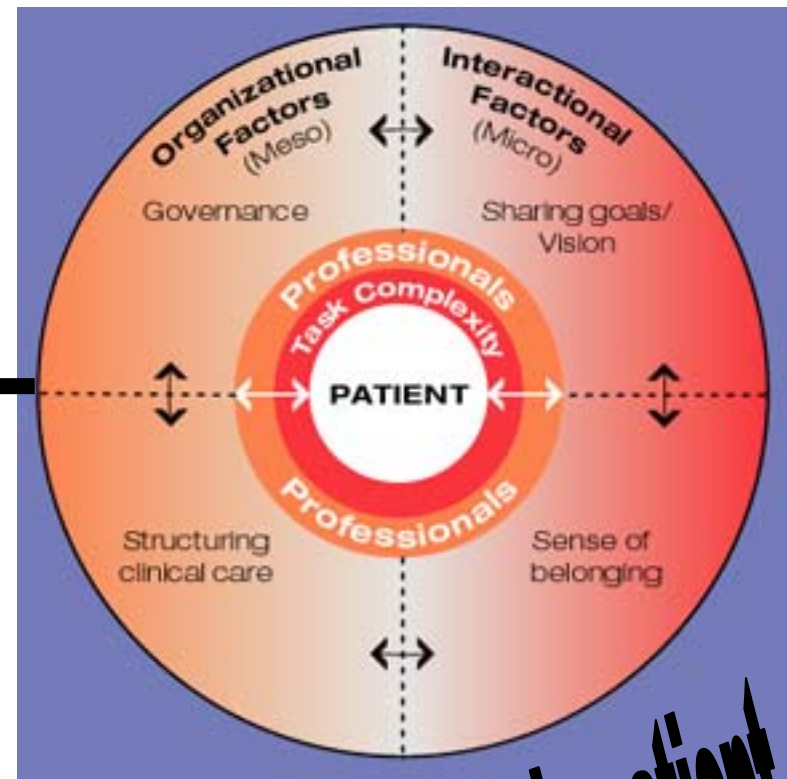 Organizational
Factors
(Meso)
Interactional
Factors
(Micro)
Governance
Sharing goals/
Vision
Professionals
Task Complexity
PATIENT
Professionals
Structuring
clinical care
Sense of
belonging